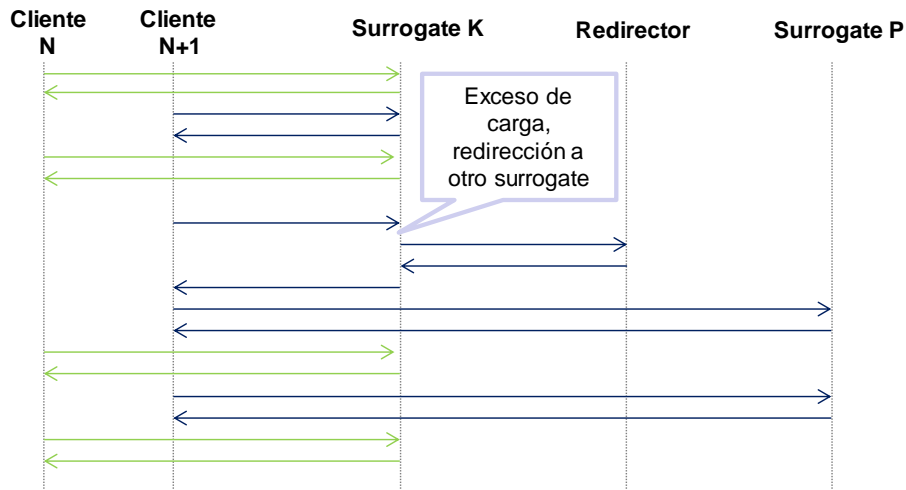 Cliente
N
Cliente
N+1
Surrogate K
Redirector
Surrogate P
Exceso de
carga,
redirección a
otro surrogate